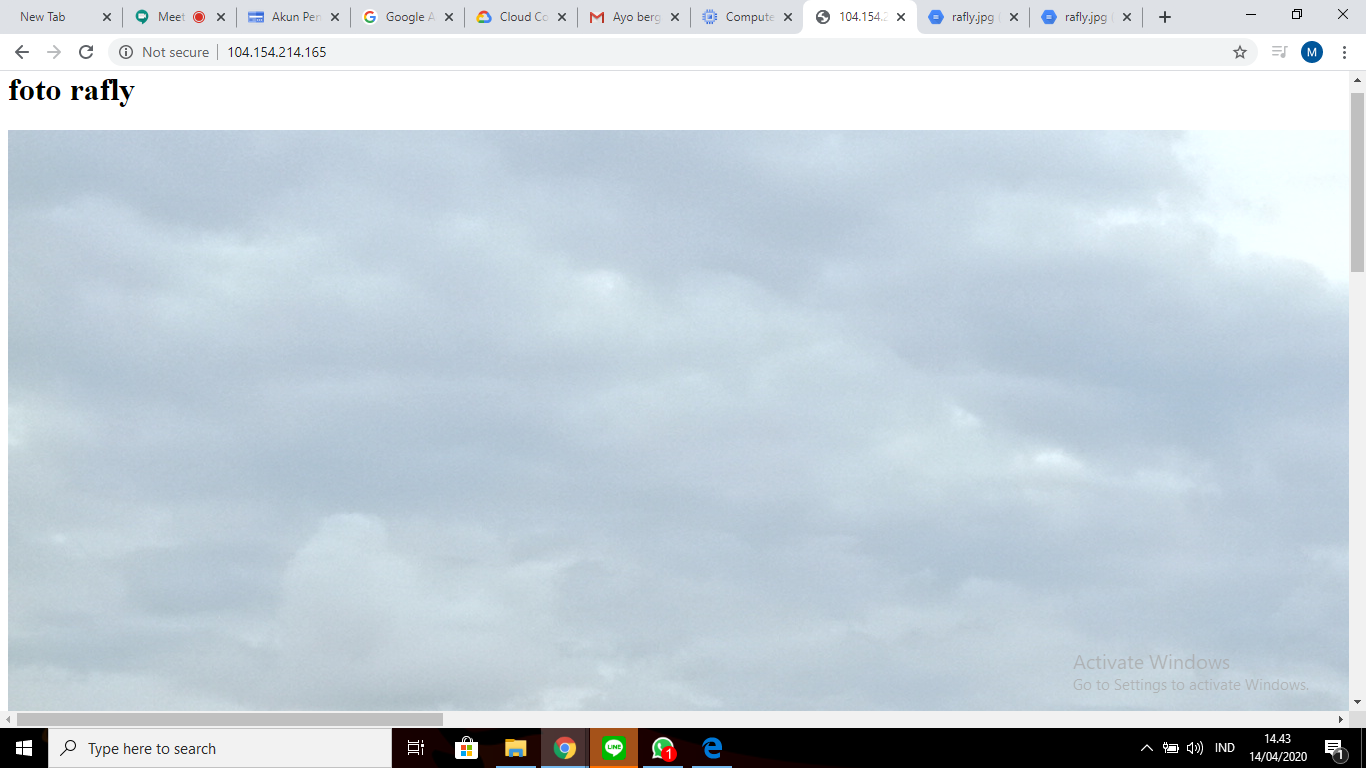 New Tab
Meet
Akun Per
Google A
Cloud Co
Ayo berg
Compute
104.154.2
rafly.jpg
rafly.jpg
Not secure
104.154.214.165
M
foto rafly
Activate Windows
Go to Settings to activate Windows.
Type here to search
LINE
1
IND
14.43
14/04/2020
1